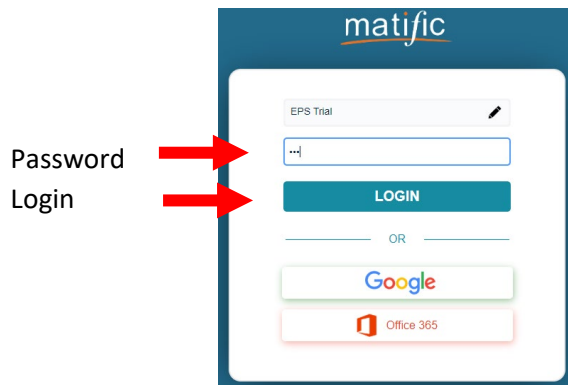 matific
EPS Trial
Password
•••
Login
LOGIN
OR
Google
Office 365